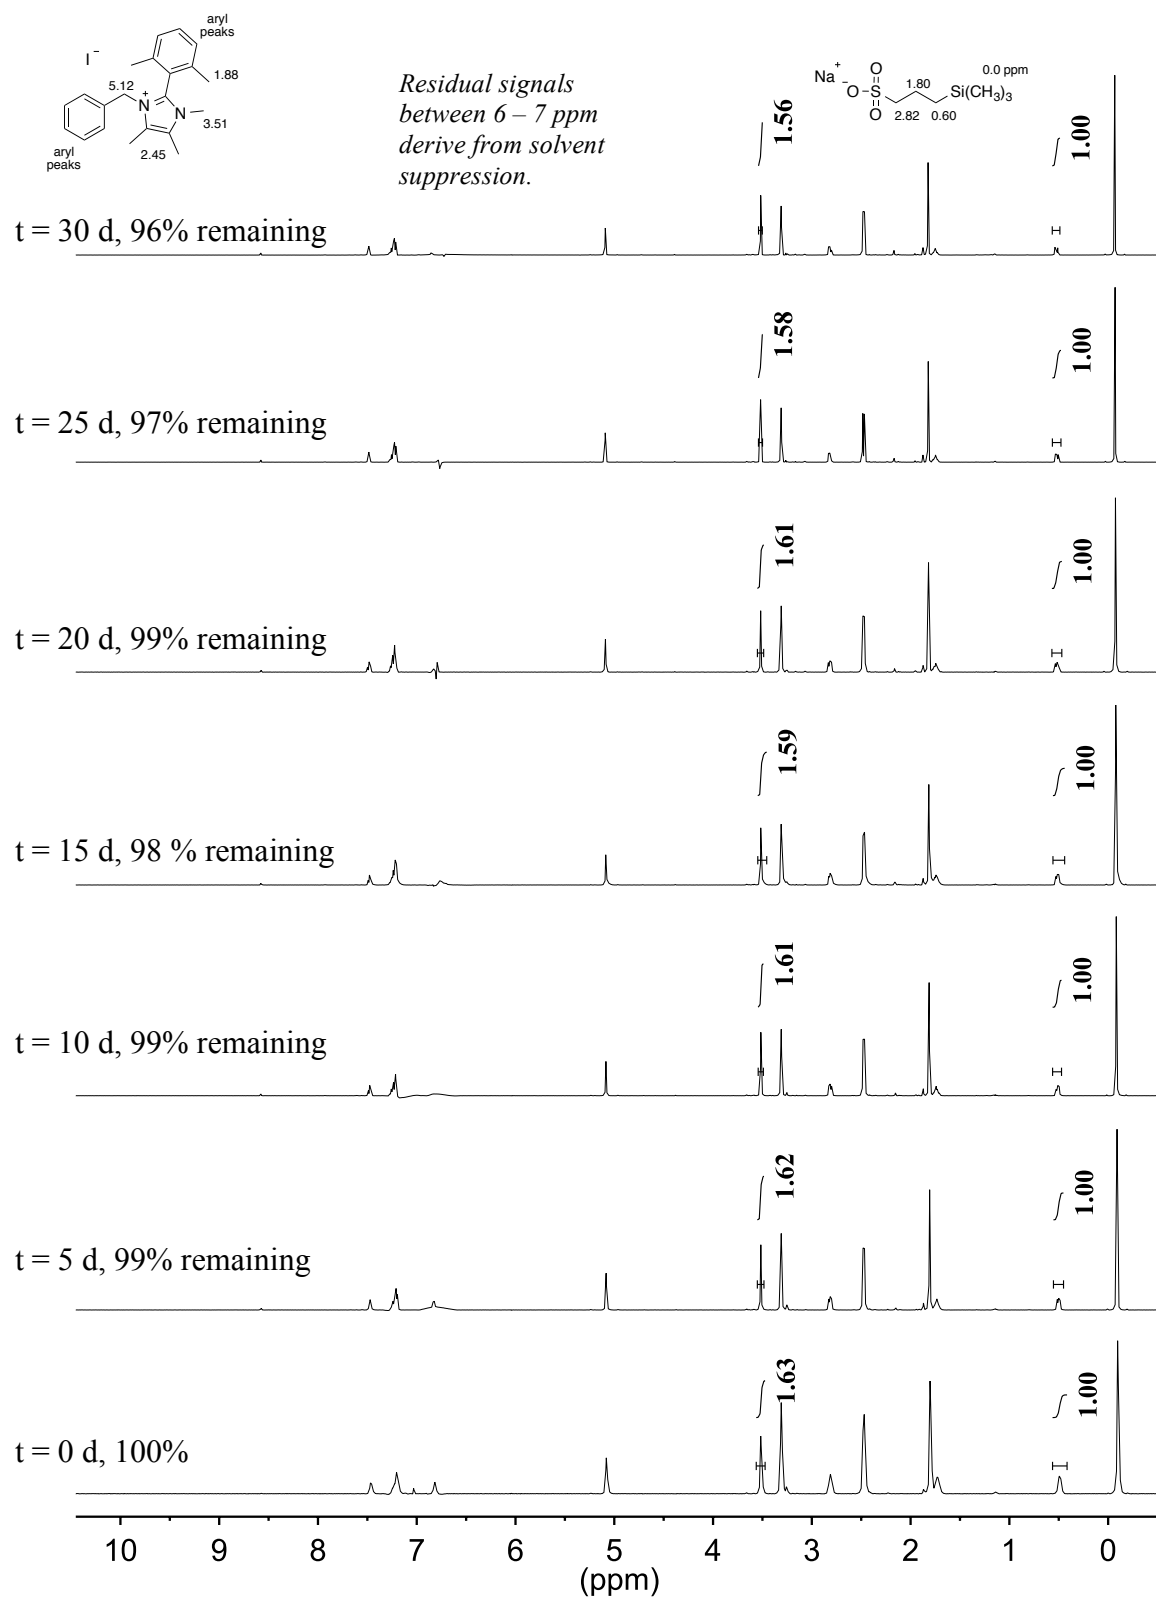 aryl
peaks
I⁻
1.88
5.12
N
+
N
3.51
2.45
aryl
peaks
Residual signals
between 6 – 7 ppm
derive from solvent
suppression.
Na⁺
0.0 ppm
O
⁻O
S
O
1.80
Si(CH₃)₃
2.82
0.60
1.56
1.00
t = 30 d, 96% remaining
1.58
1.00
t = 25 d, 97% remaining
1.61
1.00
t = 20 d, 99% remaining
1.59
1.00
t = 15 d, 98 % remaining
1.61
1.00
t = 10 d, 99% remaining
1.62
1.00
t = 5 d, 99% remaining
1.63
1.00
t = 0 d, 100%
10 9 8 7 6 5 4 3 2 1 0
(ppm)